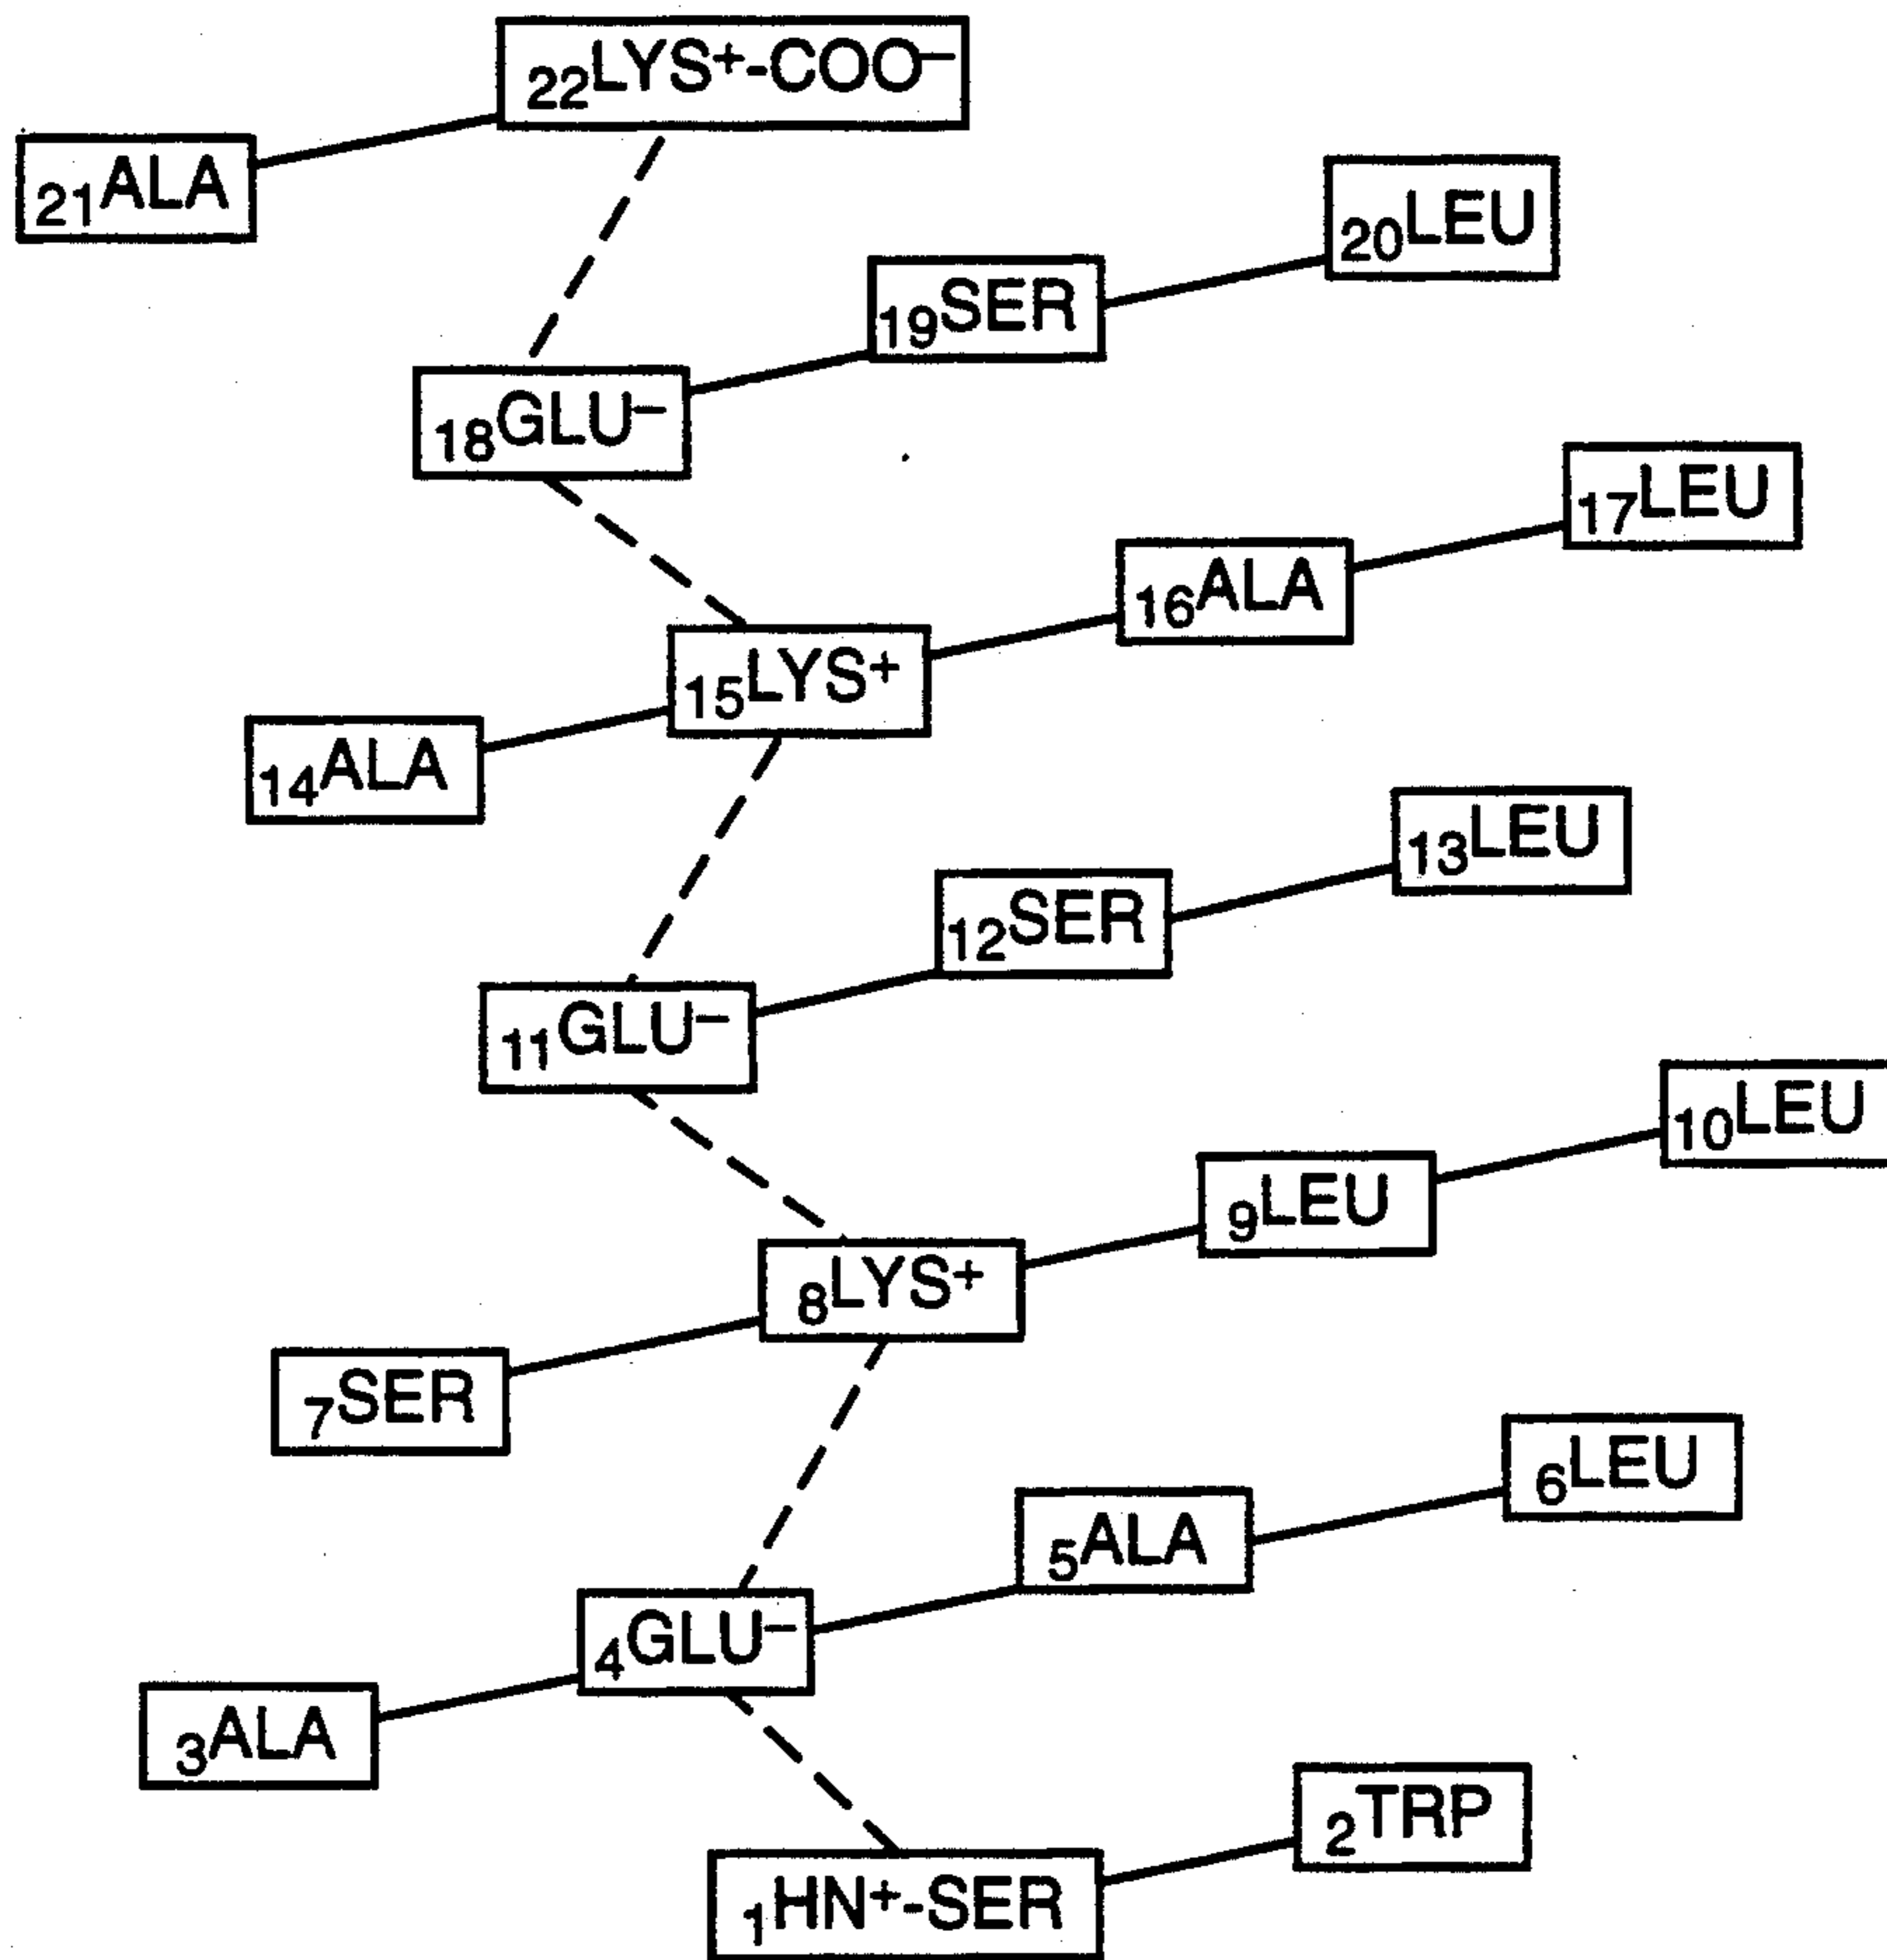 22LYS+-COO–
21ALA
20LEU
19SER
18GLU–
17LEU
16ALA
15LYS+
14ALA
13LEU
12SER
11GLU–
10LEU
9LEU
8LYS+
7SER
6LEU
5ALA
4GLU–
3ALA
2TRP
1HN+-SER